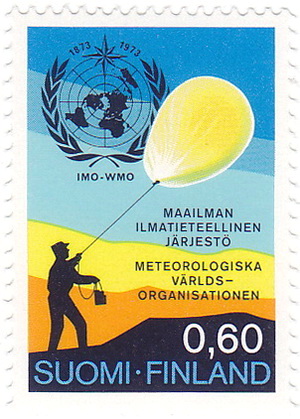 1873 1973
IMO-WMO
MAAILMAN
ILMATIETEELLINEN
JÄRJESTÖ
METEOROLOGISKA
VÄRLDS-
ORGANISATIONEN
0,60
SUOMI·FINLAND